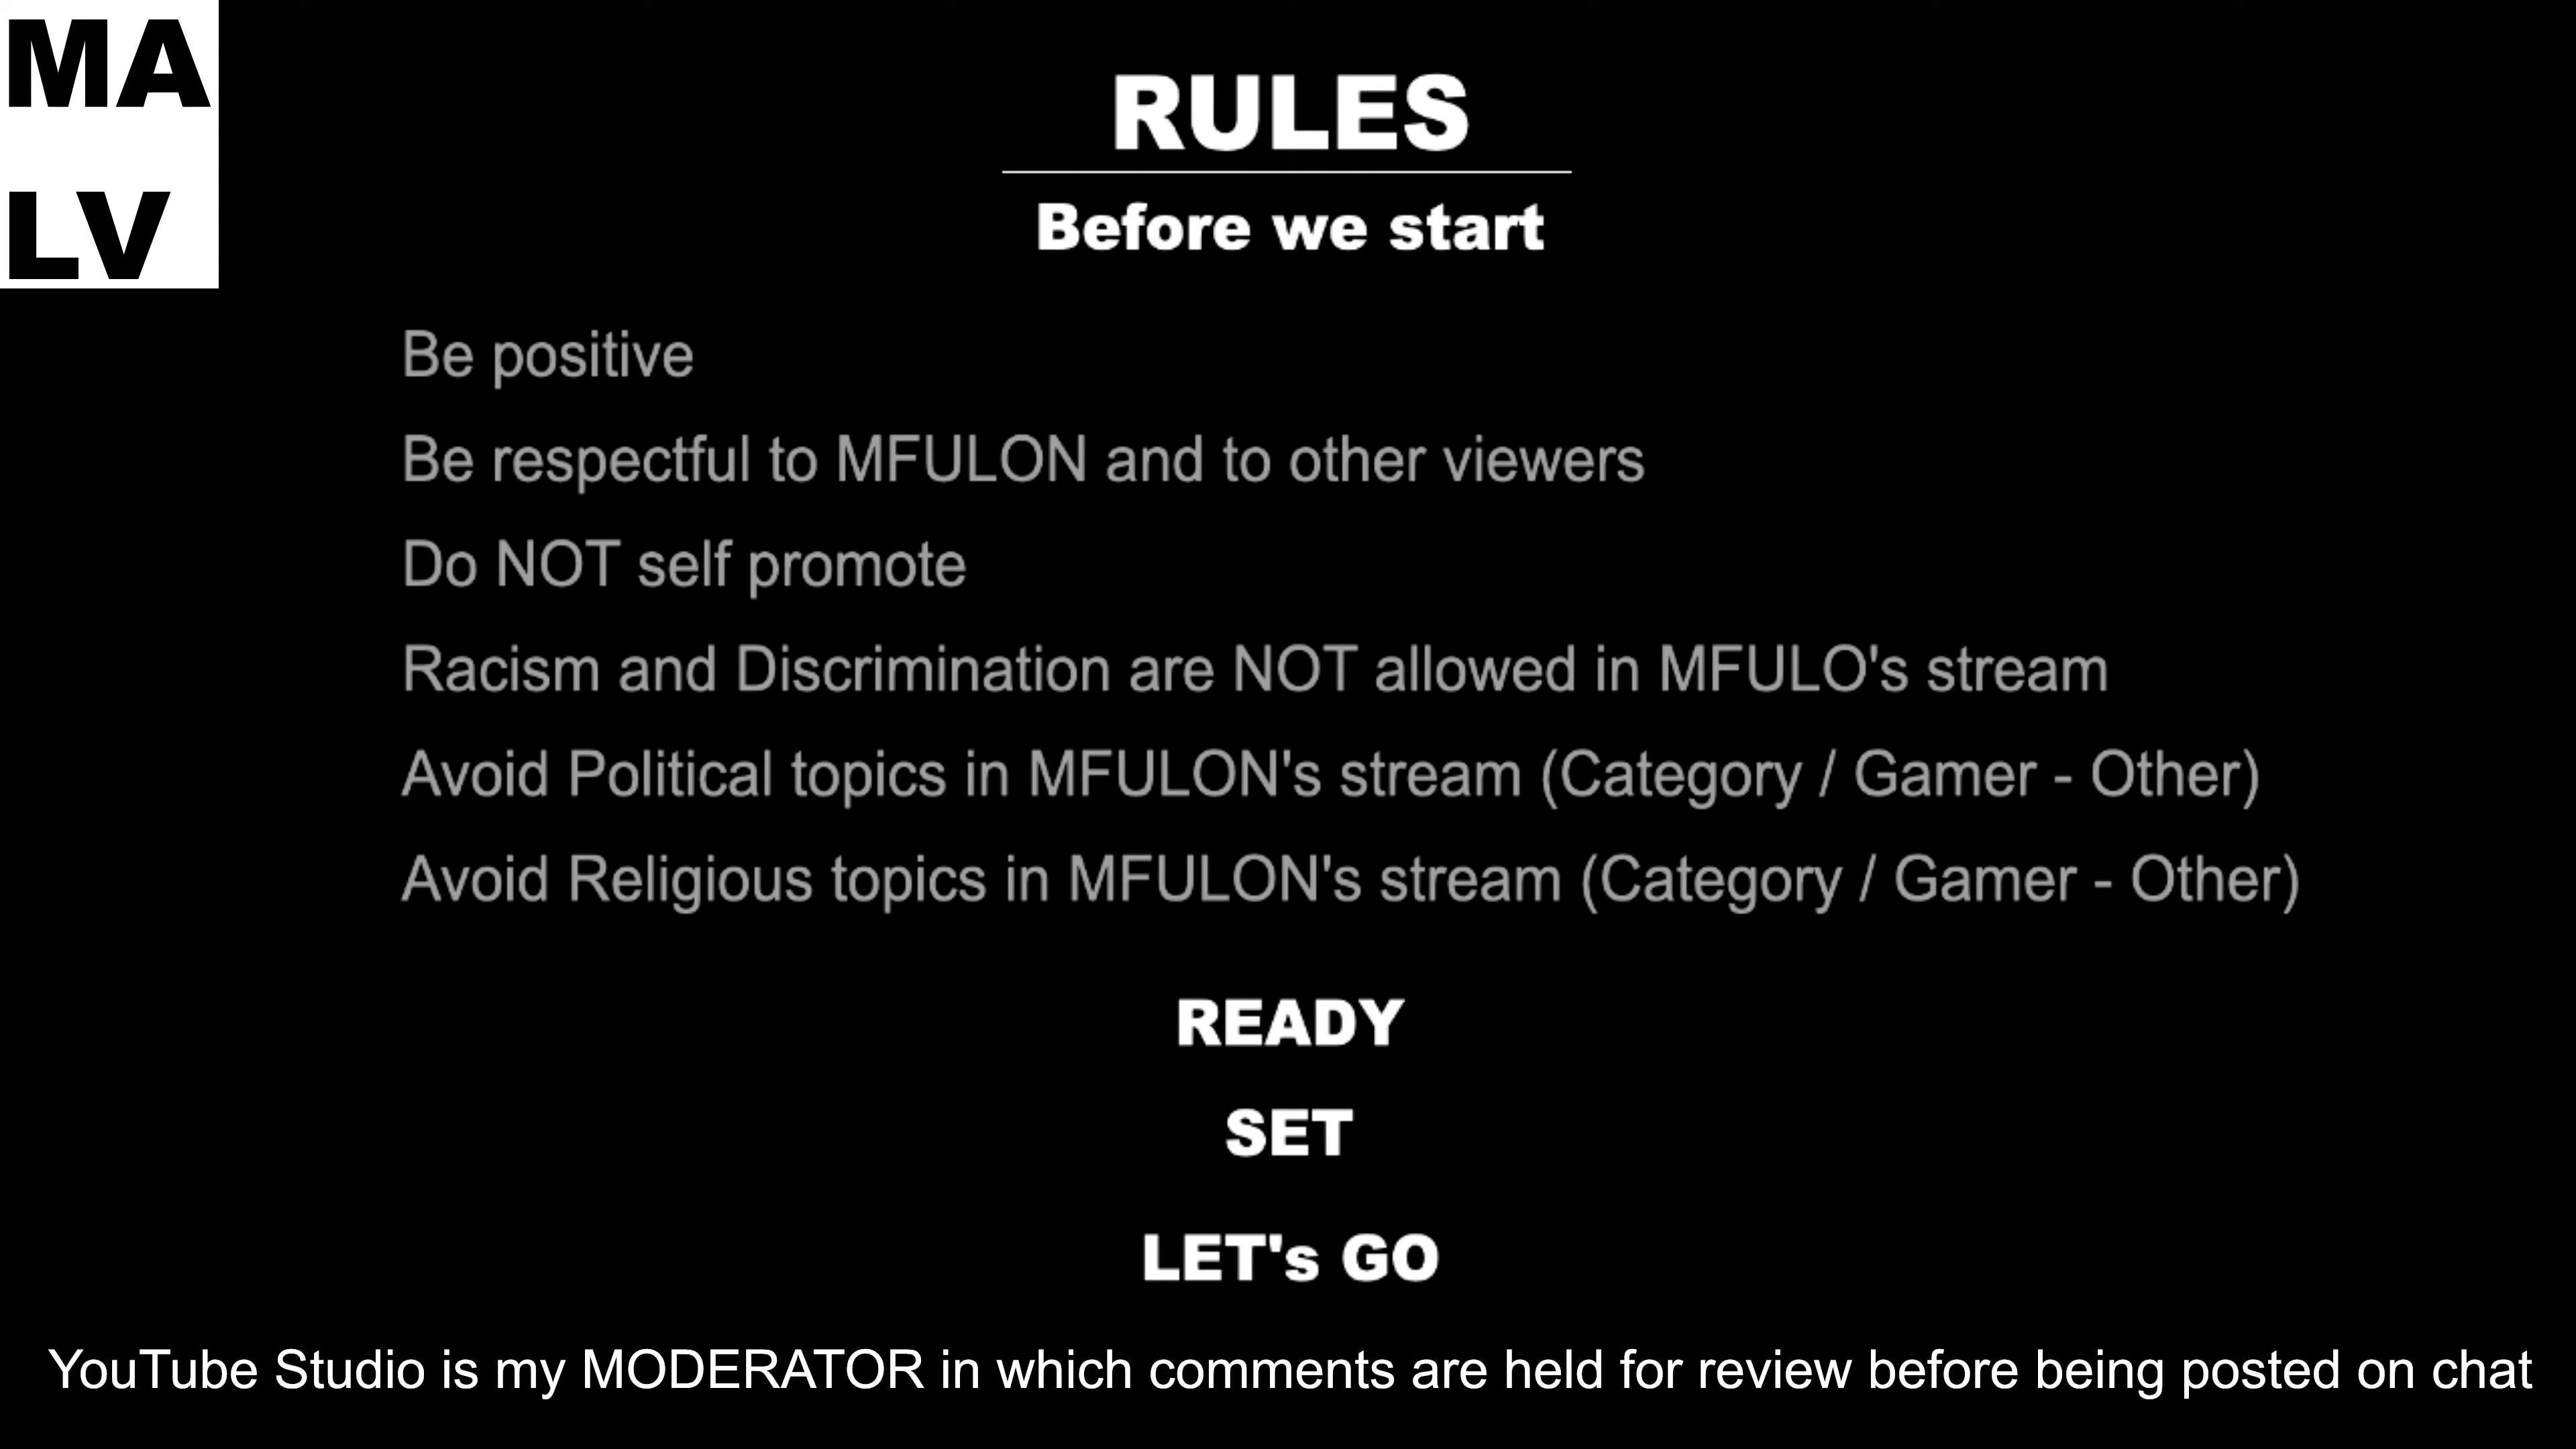 MA
LV
RULES
Before we start
Be positive
Be respectful to MFULON and to other viewers
Do NOT self promote
Racism and Discrimination are NOT allowed in MFULO's stream
Avoid Political topics in MFULON's stream (Category / Gamer - Other)
Avoid Religious topics in MFULON's stream (Category / Gamer - Other)
READY
SET
LET's GO
YouTube Studio is my MODERATOR in which comments are held for review before being posted on chat